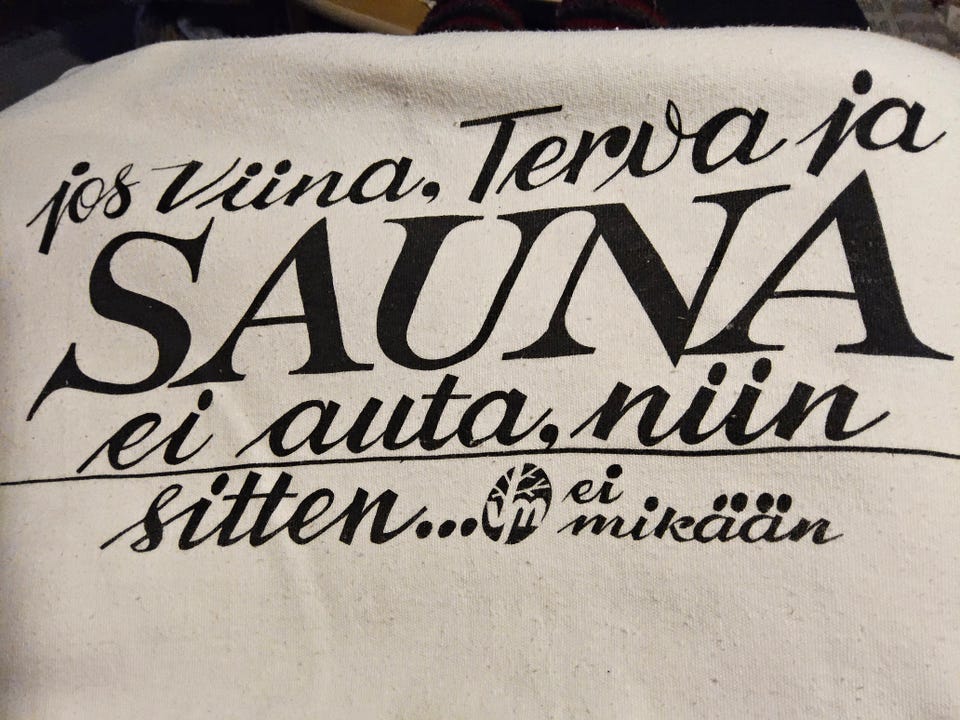 jos Viina, Terva ja
SAUNA
ei auta, niin
sitten... ei
mikään